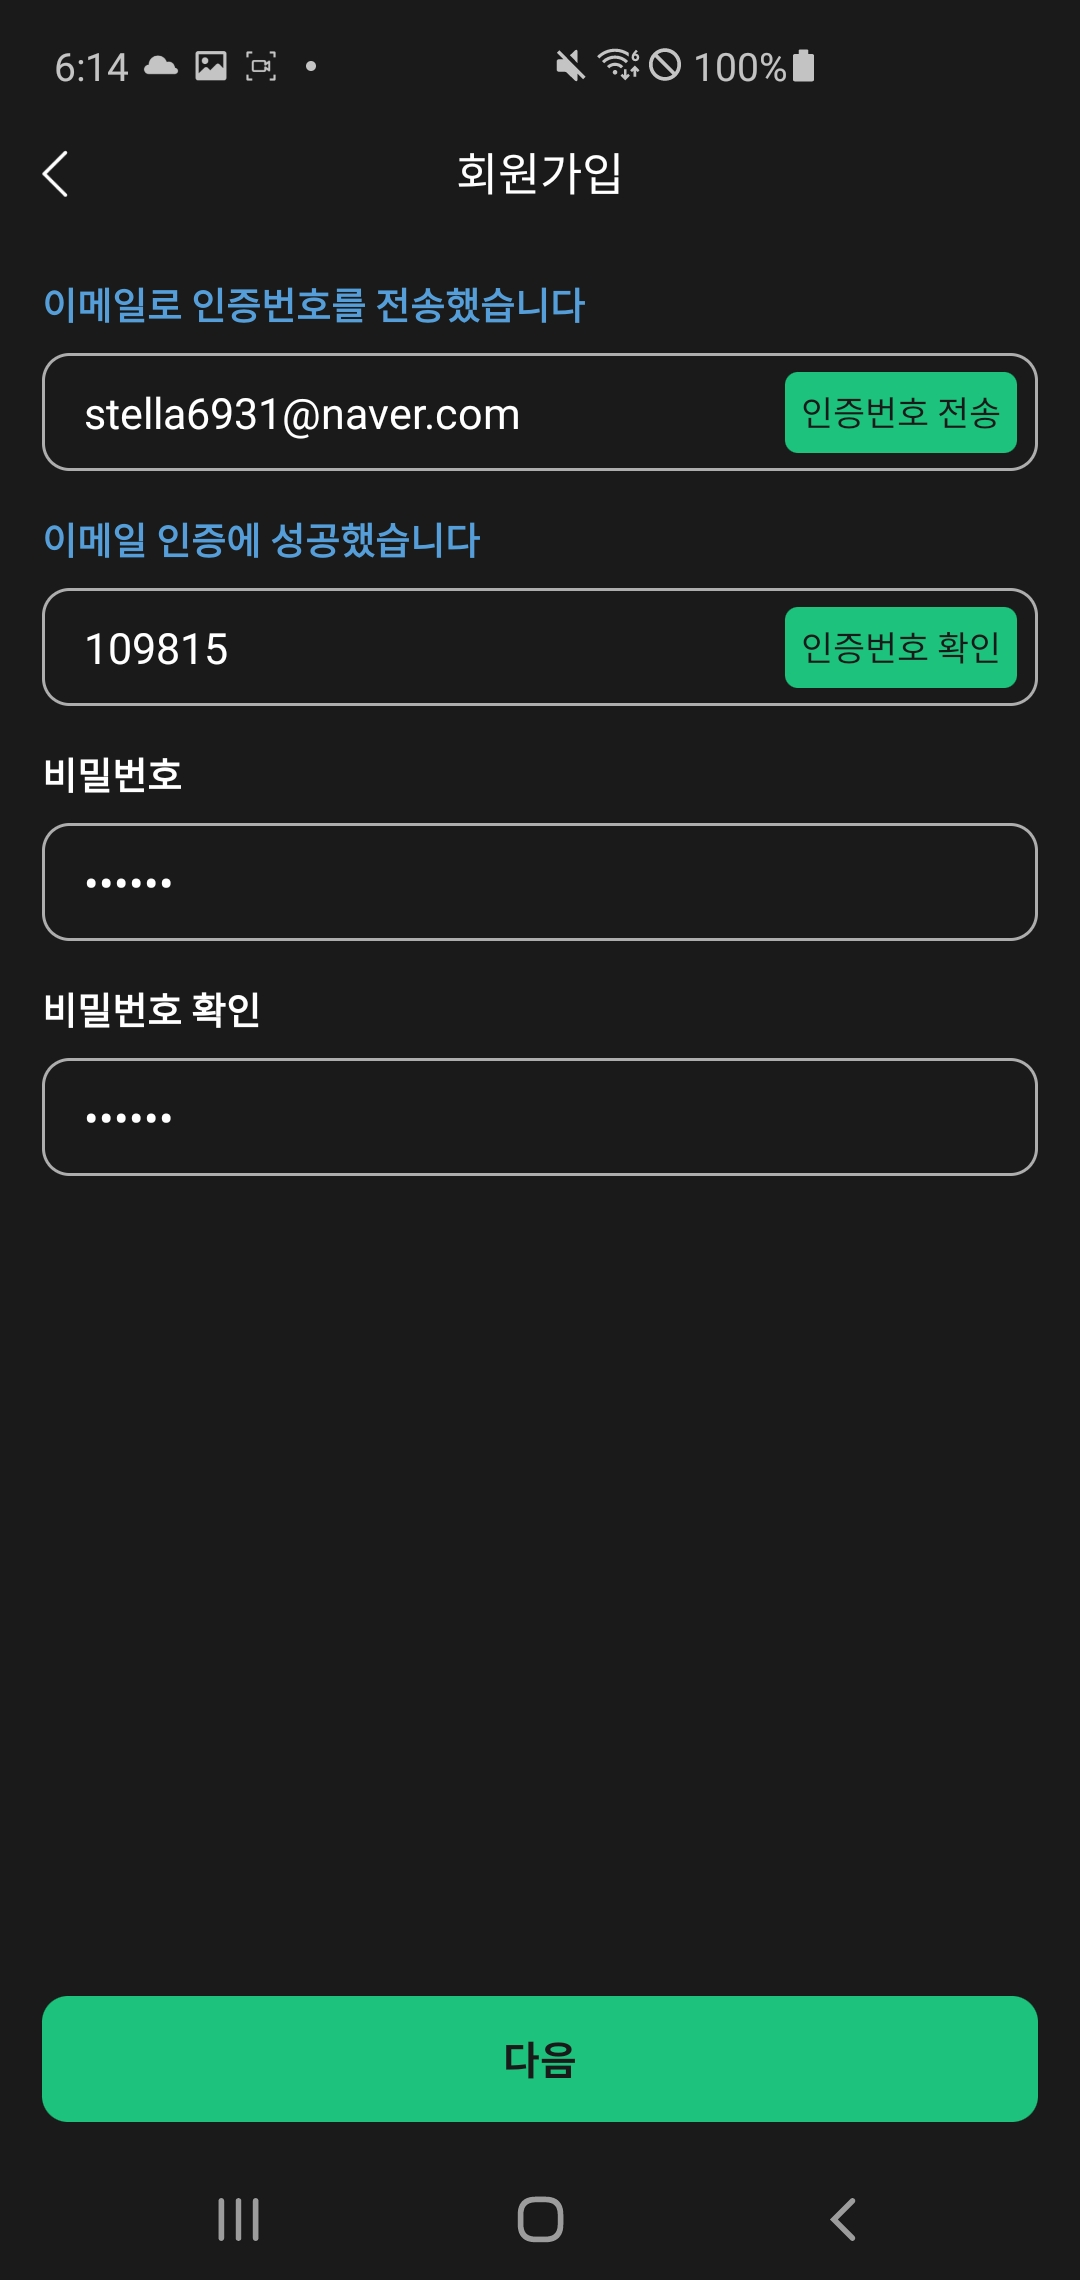 6:14
100%
회원가입
이메일로 인증번호를 전송했습니다
stella6931@naver.com
인증번호 전송
이메일 인증에 성공했습니다
109815
인증번호 확인
비밀번호
••••••
비밀번호 확인
••••••
다음